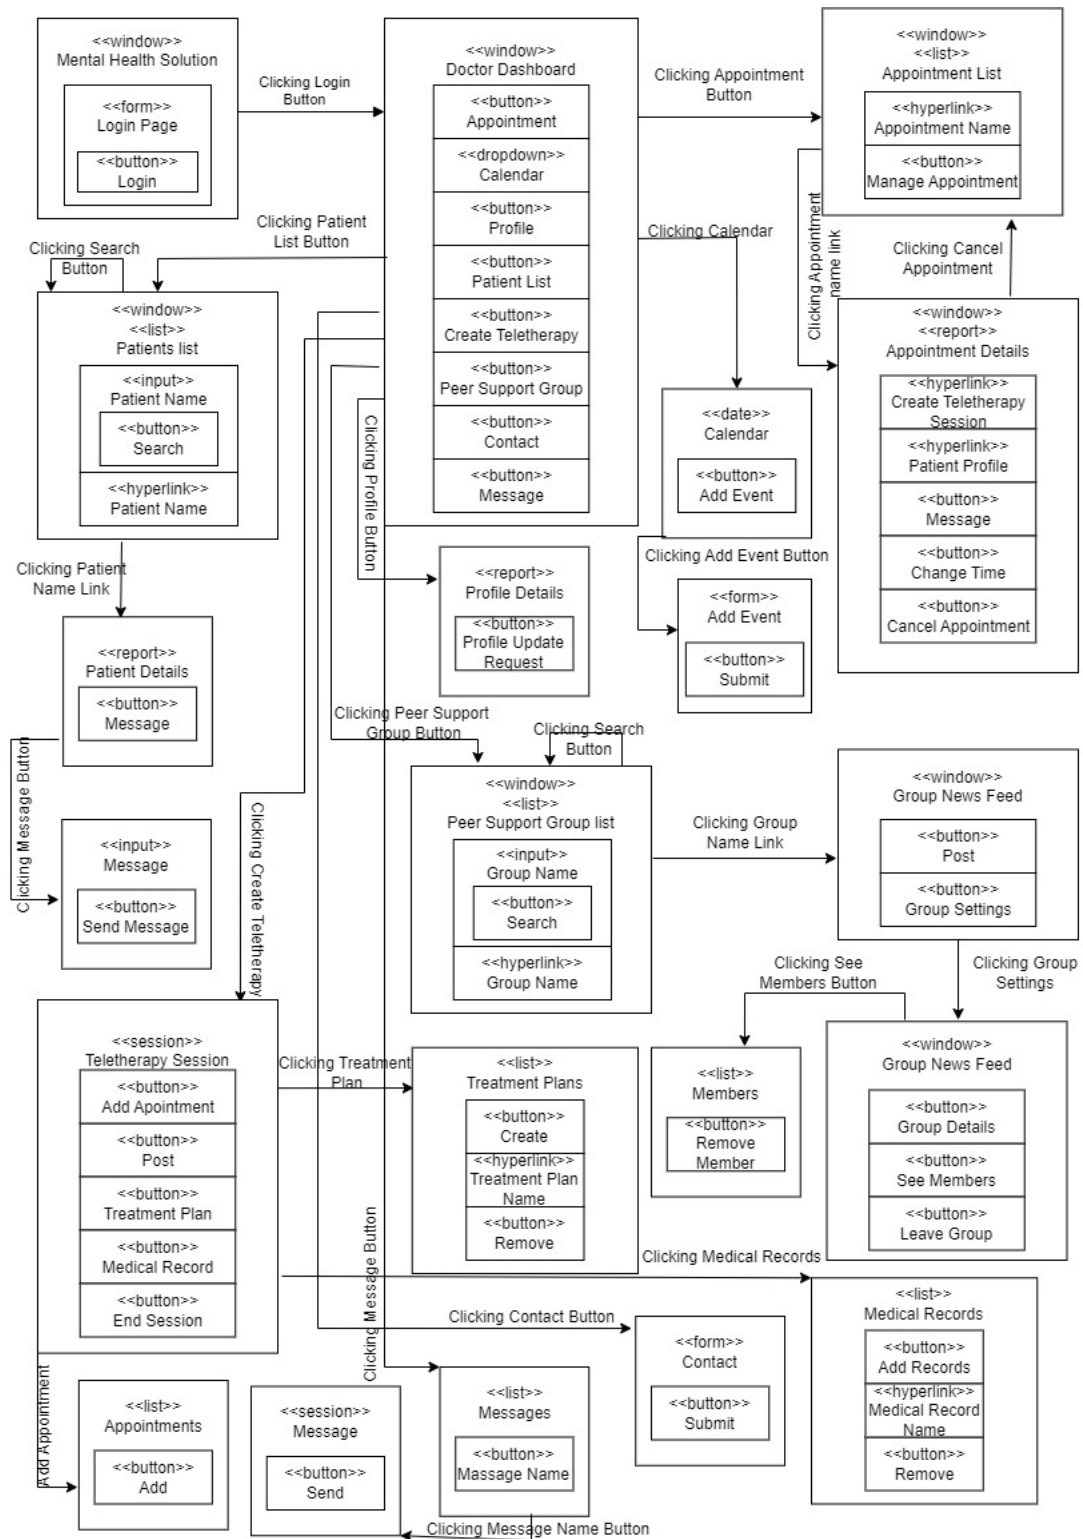 <<window>>
Mental Health Solution
<<form>>
Login Page
<<button>>
Login
Clicking Login
Button
<<window>>
Doctor Dashboard
<<button>>
Appointment
<<dropdown>>
Calendar
<<button>>
Profile
<<button>>
Patient List
<<button>>
Create Teletherapy
<<button>>
Peer Support Group
<<button>>
Contact
<<button>>
Message
Clicking Appointment
Button
<<window>>
<<list>>
Appointment List
<<hyperlink>>
Appointment Name
<<button>>
Manage Appointment
Clicking Patient
List Button
Clicking Search
Button
Clicking Calendar
Clicking Appointment
name link
Clicking Cancel
Appointment
<<window>>
<<list>>
Patients list
<<input>>
Patient Name
<<button>>
Search
<<hyperlink>>
Patient Name
<<window>>
<<report>>
Appointment Details
<<hyperlink>>
Create Teletherapy
Session
<<hyperlink>>
Patient Profile
<<button>>
Message
<<button>>
Change Time
<<button>>
Cancel Appointment
<<date>>
Calendar
<<button>>
Add Event
Clicking Profile Button
Clicking Add Event Button
Clicking Patient
Name Link
<<report>>
Profile Details
<<button>>
Profile Update
Request
<<form>>
Add Event
<<button>>
Submit
<<report>>
Patient Details
<<button>>
Message
Clicking Message Button
<<input>>
Message
<<button>>
Send Message
Clicking Peer Support
Group Button
Clicking Search
Button
Clicking Create Teletherapy
<<window>>
<<list>>
Peer Support Group list
<<input>>
Group Name
<<button>>
Search
<<hyperlink>>
Group Name
Clicking Group
Name Link
<<window>>
Group News Feed
<<button>>
Post
<<button>>
Group Settings
Clicking See
Members Button
Clicking Group
Settings
<<session>>
Teletherapy Session
<<button>>
Add Apointment
<<button>>
Post
<<button>>
Treatment Plan
<<button>>
Medical Record
<<button>>
End Session
Clicking Treatment
Plan
<<list>>
Treatment Plans
<<button>>
Create
<<hyperlink>>
Treatment Plan
Name
<<button>>
Remove
<<list>>
Members
<<button>>
Remove
Member
<<window>>
Group News Feed
<<button>>
Group Details
<<button>>
See Members
<<button>>
Leave Group
Clicking Message Button
Clicking Medical Records
Clicking Contact Button
<<list>>
Medical Records
<<button>>
Add Records
<<hyperlink>>
Medical Record
Name
<<button>>
Remove
<<form>>
Contact
<<button>>
Submit
Add Appointment
<<list>>
Appointments
<<button>>
Add
<<session>>
Message
<<button>>
Send
<<list>>
Messages
<<button>>
Massage Name
Clicking Message Name Button